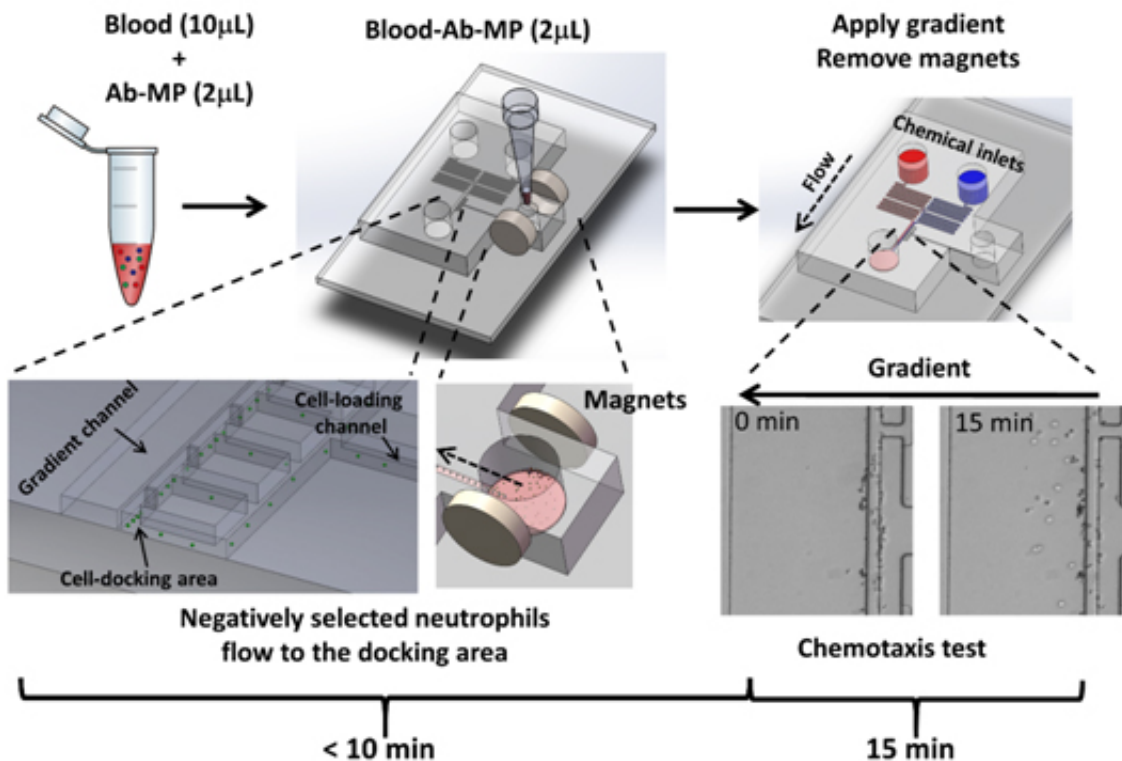 Blood (10µL)
+
Ab-MP (2µL)
Blood-Ab-MP (2µL)
Apply gradient
Remove magnets
Chemical inlets
Flow
Gradient channel
Cell-loading
channel
Cell-docking area
Magnets
Negatively selected neutrophils
flow to the docking area
Gradient
0 min
15 min
Chemotaxis test
< 10 min
15 min